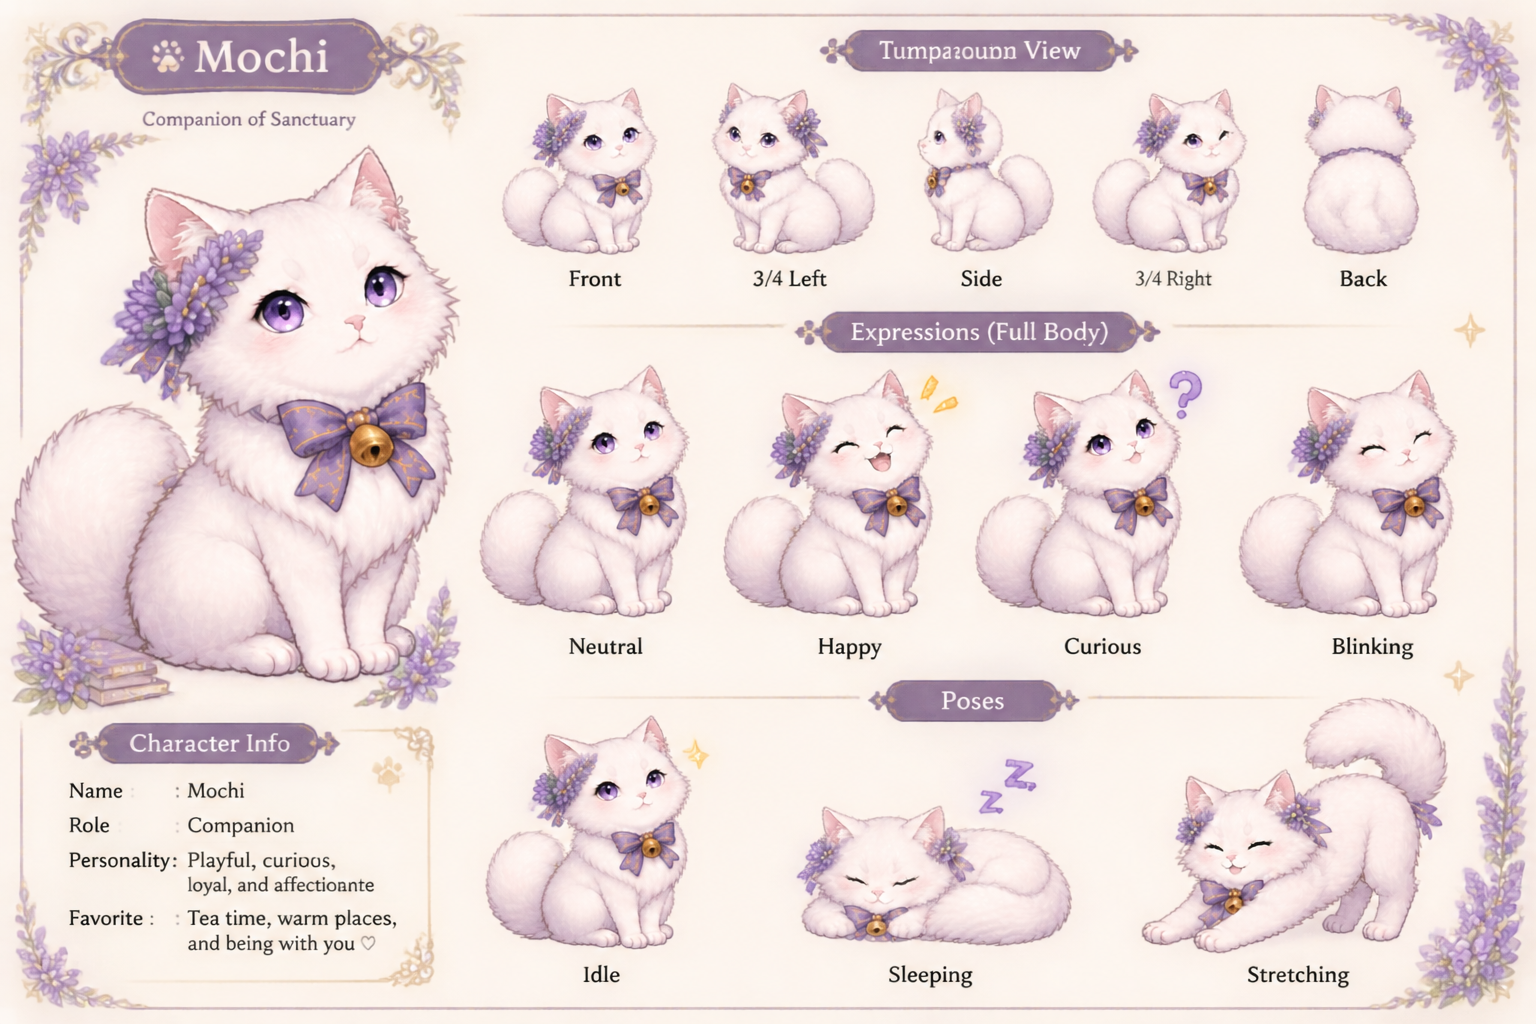 Mochi
Companion of Sanctuary
Tumpaɜounn View
Front
3/4 Left
Side
3/4 Right
Back
Expressions (Full Body)
?
Neutral
Happy
Curious
Blinking
Poses
z Z
Idle
Sleeping
Stretching
Character Info
Name : Mochi
Role : Companion
Personality: Playful, curioos,
loyal, and affectionante
Favorite : : Tea time, warm places,
and being with you ♡